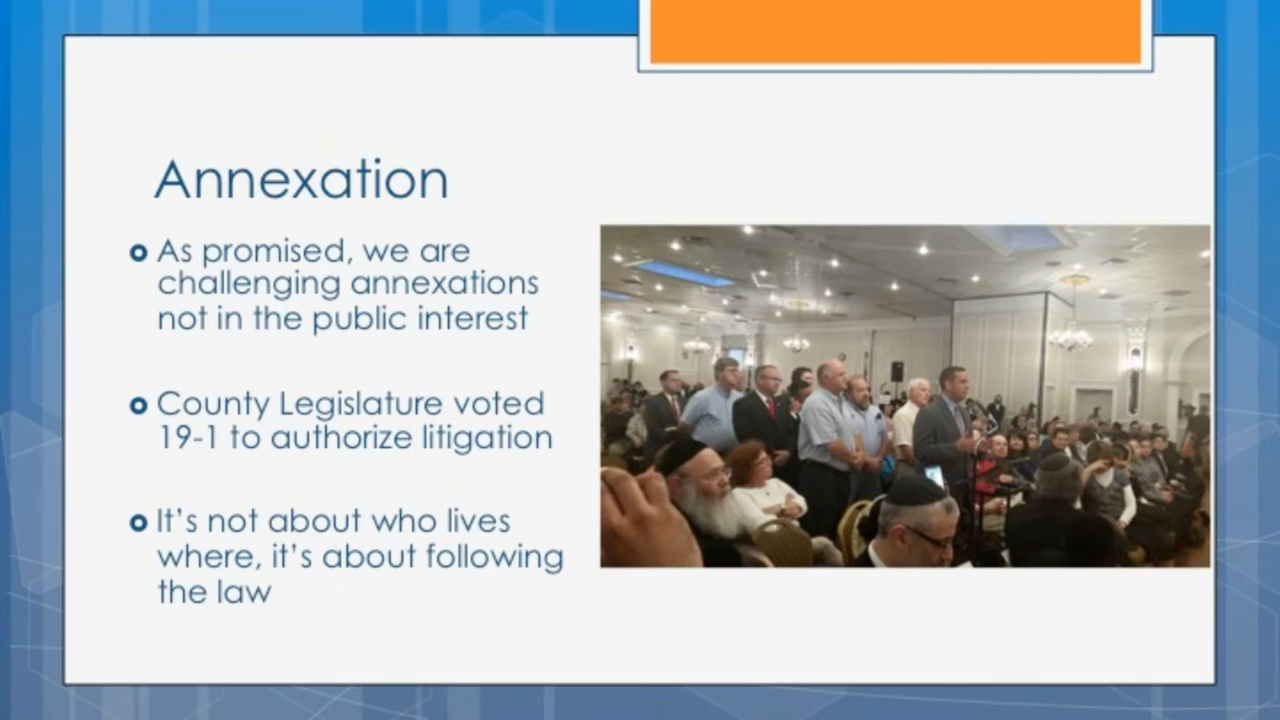 Annexation
As promised, we are
challenging annexations
not in the public interest
County Legislature voted
19-1 to authorize litigation
It's not about who lives
where, it's about following
the law